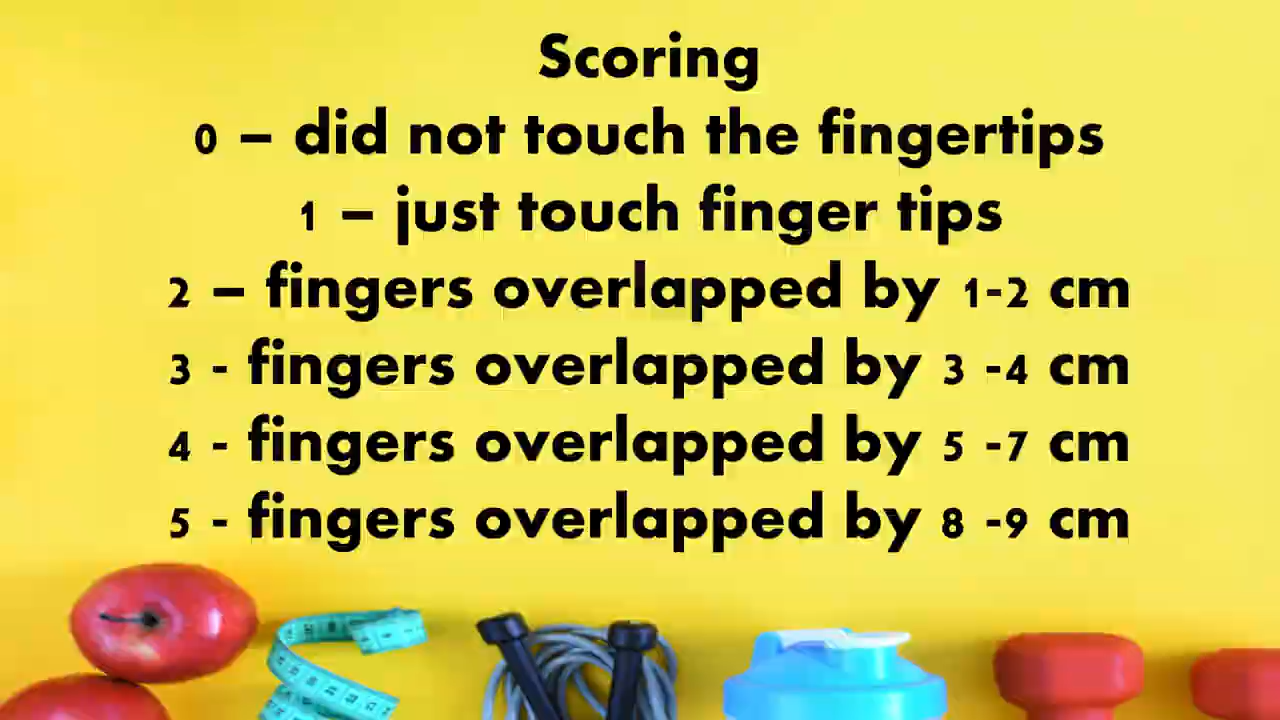 Scoring
0 – did not touch the fingertips
1 – just touch finger tips
2 – fingers overlapped by 1-2 cm
3 - fingers overlapped by 3 -4 cm
4 - fingers overlapped by 5 -7 cm
5 - fingers overlapped by 8 -9 cm